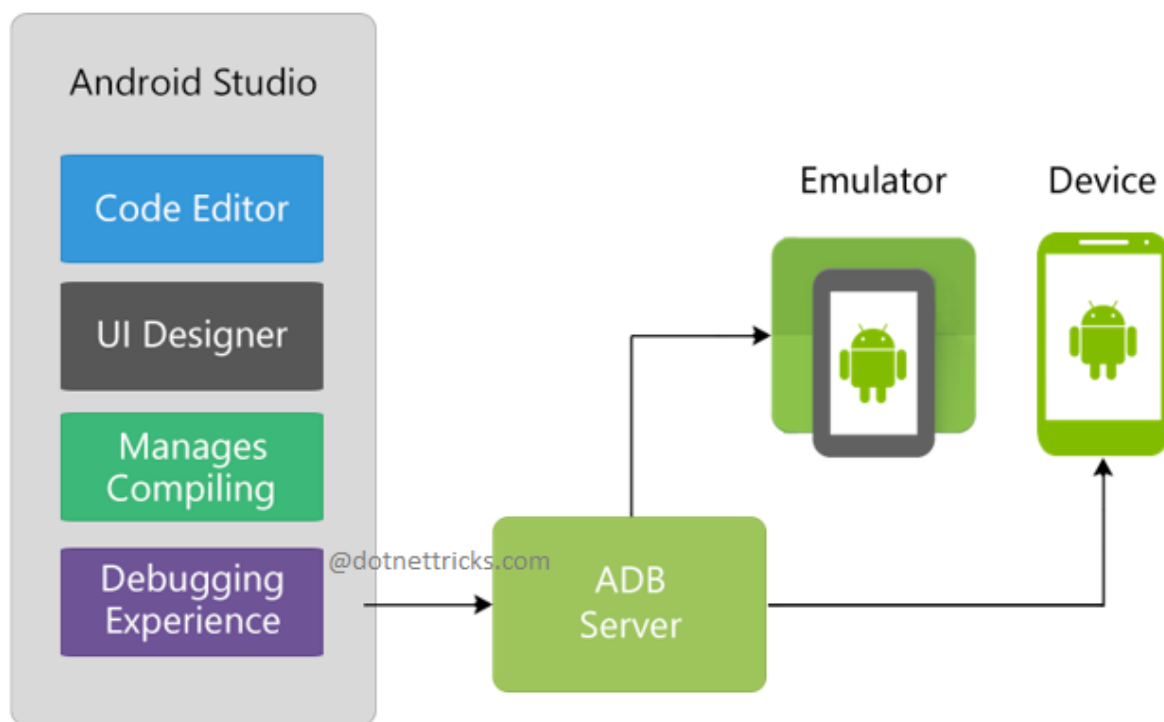 Android Studio
Code Editor
UI Designer
Manages
Compiling
Debugging
Experience
@dotnettricks.com
ADB
Server
Emulator
Device